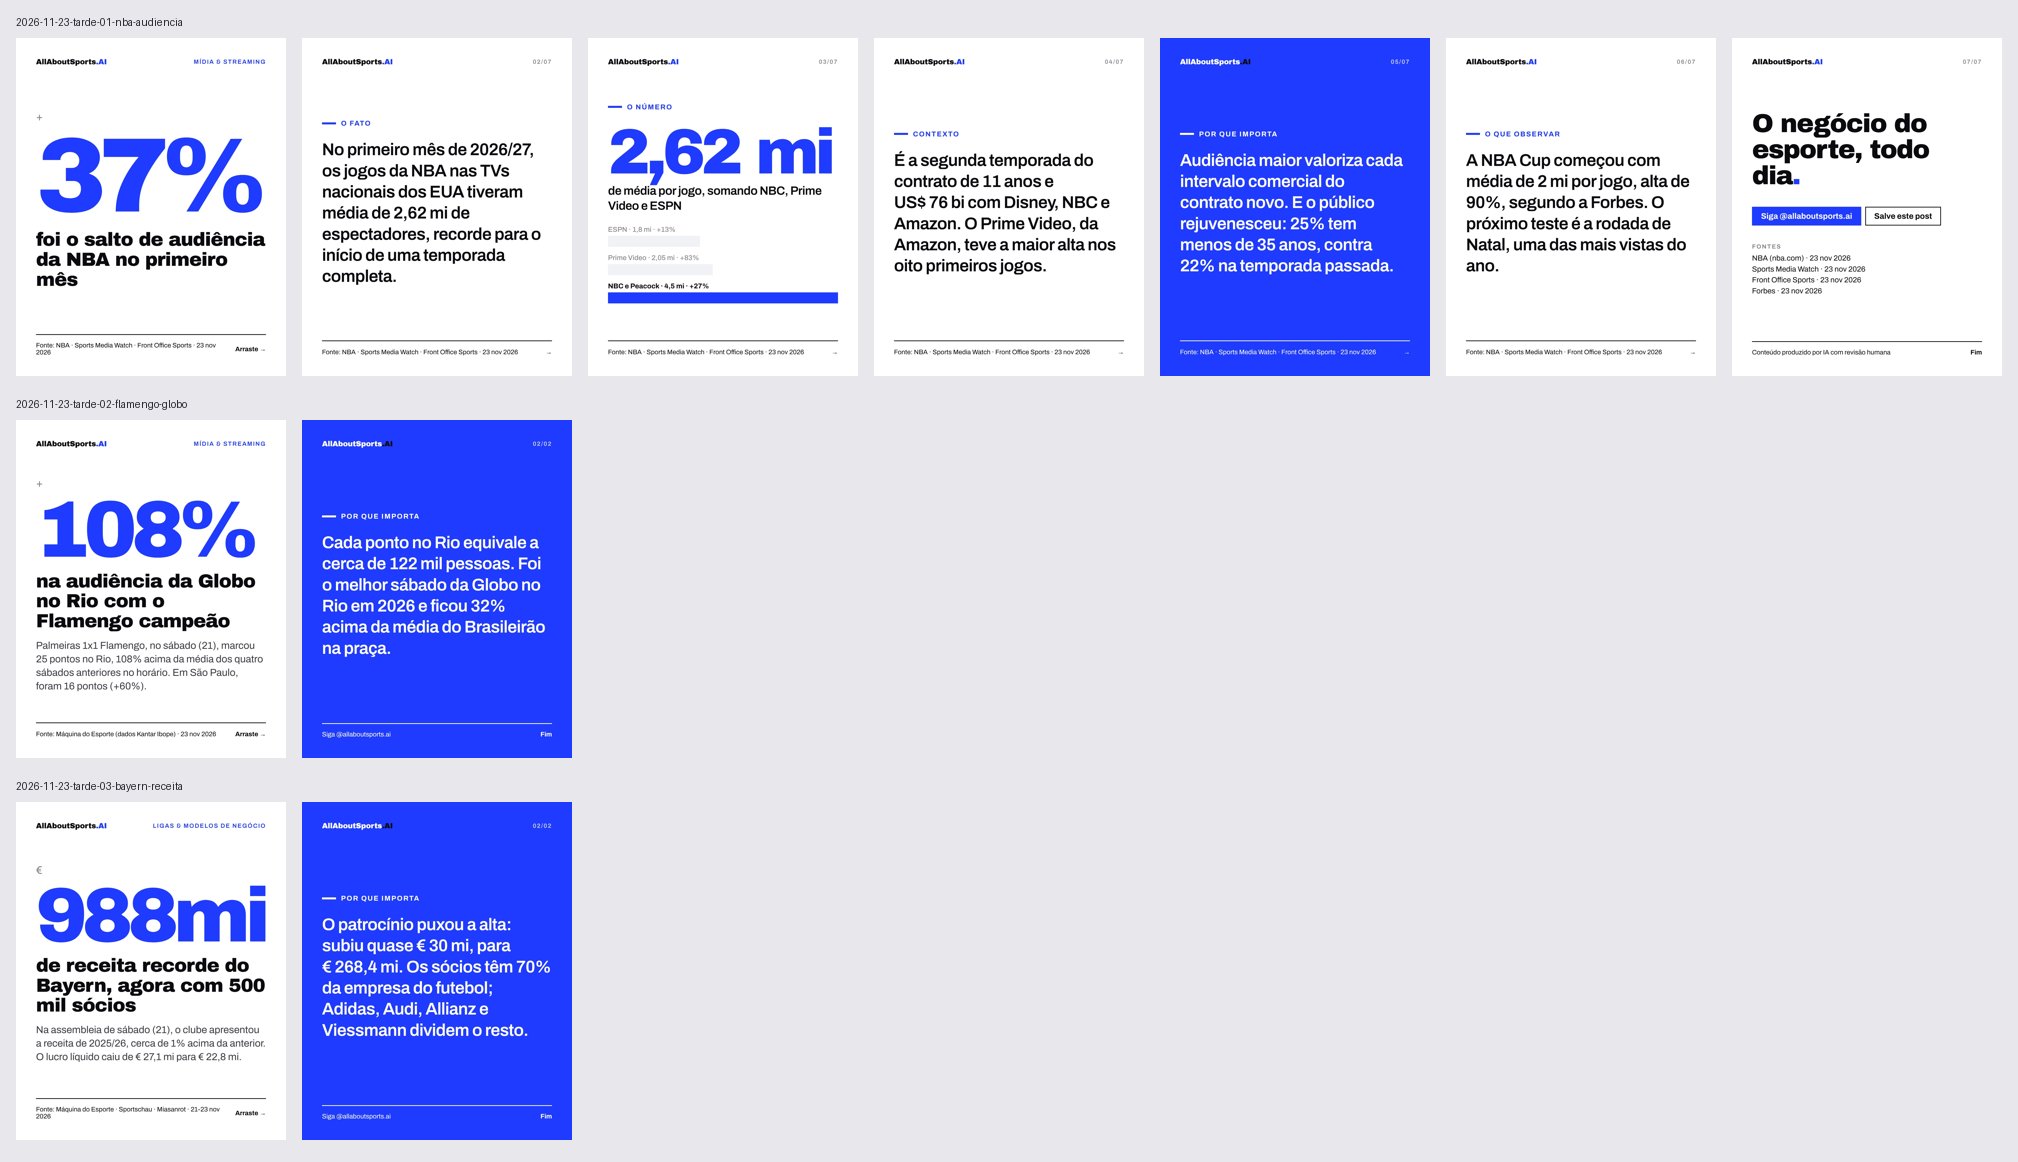 2026-11-23-tarde-01-nba-audiencia
AllAboutSports.AI
MÍDIA & STREAMING
+
37%
foi o salto de audiência
da NBA no primeiro
mês
Fonte: NBA · Sports Media Watch · Front Office Sports · 23 nov
2026
Arraste →
AllAboutSports.AI
02/07
O FATO
No primeiro mês de 2026/27,
os jogos da NBA nas TVs
nacionais dos EUA tiveram
média de 2,62 mi de
espectadores, recorde para o
início de uma temporada
completa.
Fonte: NBA · Sports Media Watch · Front Office Sports · 23 nov 2026
→
AllAboutSports.AI
03/07
O NÚMERO
2,62 mi
de média por jogo, somando NBC, Prime
Video e ESPN
ESPN · 1,8 mi · +13%
Prime Video · 2,05 mi · +83%
NBC e Peacock · 4,5 mi · +27%
Fonte: NBA · Sports Media Watch · Front Office Sports · 23 nov 2026
→
AllAboutSports.AI
04/07
CONTEXTO
É a segunda temporada do
contrato de 11 anos e
US$ 76 bi com Disney, NBC e
Amazon. O Prime Video, da
Amazon, teve a maior alta nos
oito primeiros jogos.
Fonte: NBA · Sports Media Watch · Front Office Sports · 23 nov 2026
→
AllAboutSports.AI
05/07
POR QUE IMPORTA
Audiência maior valoriza cada
intervalo comercial do
contrato novo. E o público
rejuvenesceu: 25% tem
menos de 35 anos, contra
22% na temporada passada.
Fonte: NBA · Sports Media Watch · Front Office Sports · 23 nov 2026
→
AllAboutSports.AI
06/07
O QUE OBSERVAR
A NBA Cup começou com
média de 2 mi por jogo, alta de
90%, segundo a Forbes. O
próximo teste é a rodada de
Natal, uma das mais vistas do
ano.
Fonte: NBA · Sports Media Watch · Front Office Sports · 23 nov 2026
→
AllAboutSports.AI
07/07
O negócio do
esporte, todo
dia.
Siga @allaboutsports.ai
Salve este post
FONTES
NBA (nba.com) · 23 nov 2026
Sports Media Watch · 23 nov 2026
Front Office Sports · 23 nov 2026
Forbes · 23 nov 2026
Conteúdo produzido por IA com revisão humana
Fim
2026-11-23-tarde-02-flamengo-globo
AllAboutSports.AI
MÍDIA & STREAMING
+
108%
na audiência da Globo
no Rio com o
Flamengo campeão
Palmeiras 1x1 Flamengo, no sábado (21), marcou
25 pontos no Rio, 108% acima da média dos quatro
sábados anteriores no horário. Em São Paulo,
foram 16 pontos (+60%).
Fonte: Máquina do Esporte (dados Kantar Ibope) · 23 nov 2026
Arraste →
AllAboutSports.AI
02/02
POR QUE IMPORTA
Cada ponto no Rio equivale a
cerca de 122 mil pessoas. Foi
o melhor sábado da Globo no
Rio em 2026 e ficou 32%
acima da média do Brasileirão
na praça.
Siga @allaboutsports.ai
Fim
2026-11-23-tarde-03-bayern-receita
AllAboutSports.AI
LIGAS & MODELOS DE NEGÓCIO
€
988mi
de receita recorde do
Bayern, agora com 500
mil sócios
Na assembleia de sábado (21), o clube apresentou
a receita de 2025/26, cerca de 1% acima da anterior.
O lucro líquido caiu de € 27,1 mi para € 22,8 mi.
Fonte: Máquina do Esporte · Sportschau · Miasanrot · 21-23 nov
2026
Arraste →
AllAboutSports.AI
02/02
POR QUE IMPORTA
O patrocínio puxou a alta:
subiu quase € 30 mi, para
€ 268,4 mi. Os sócios têm 70%
da empresa do futebol;
Adidas, Audi, Allianz e
Viessmann dividem o resto.
Siga @allaboutsports.ai
Fim